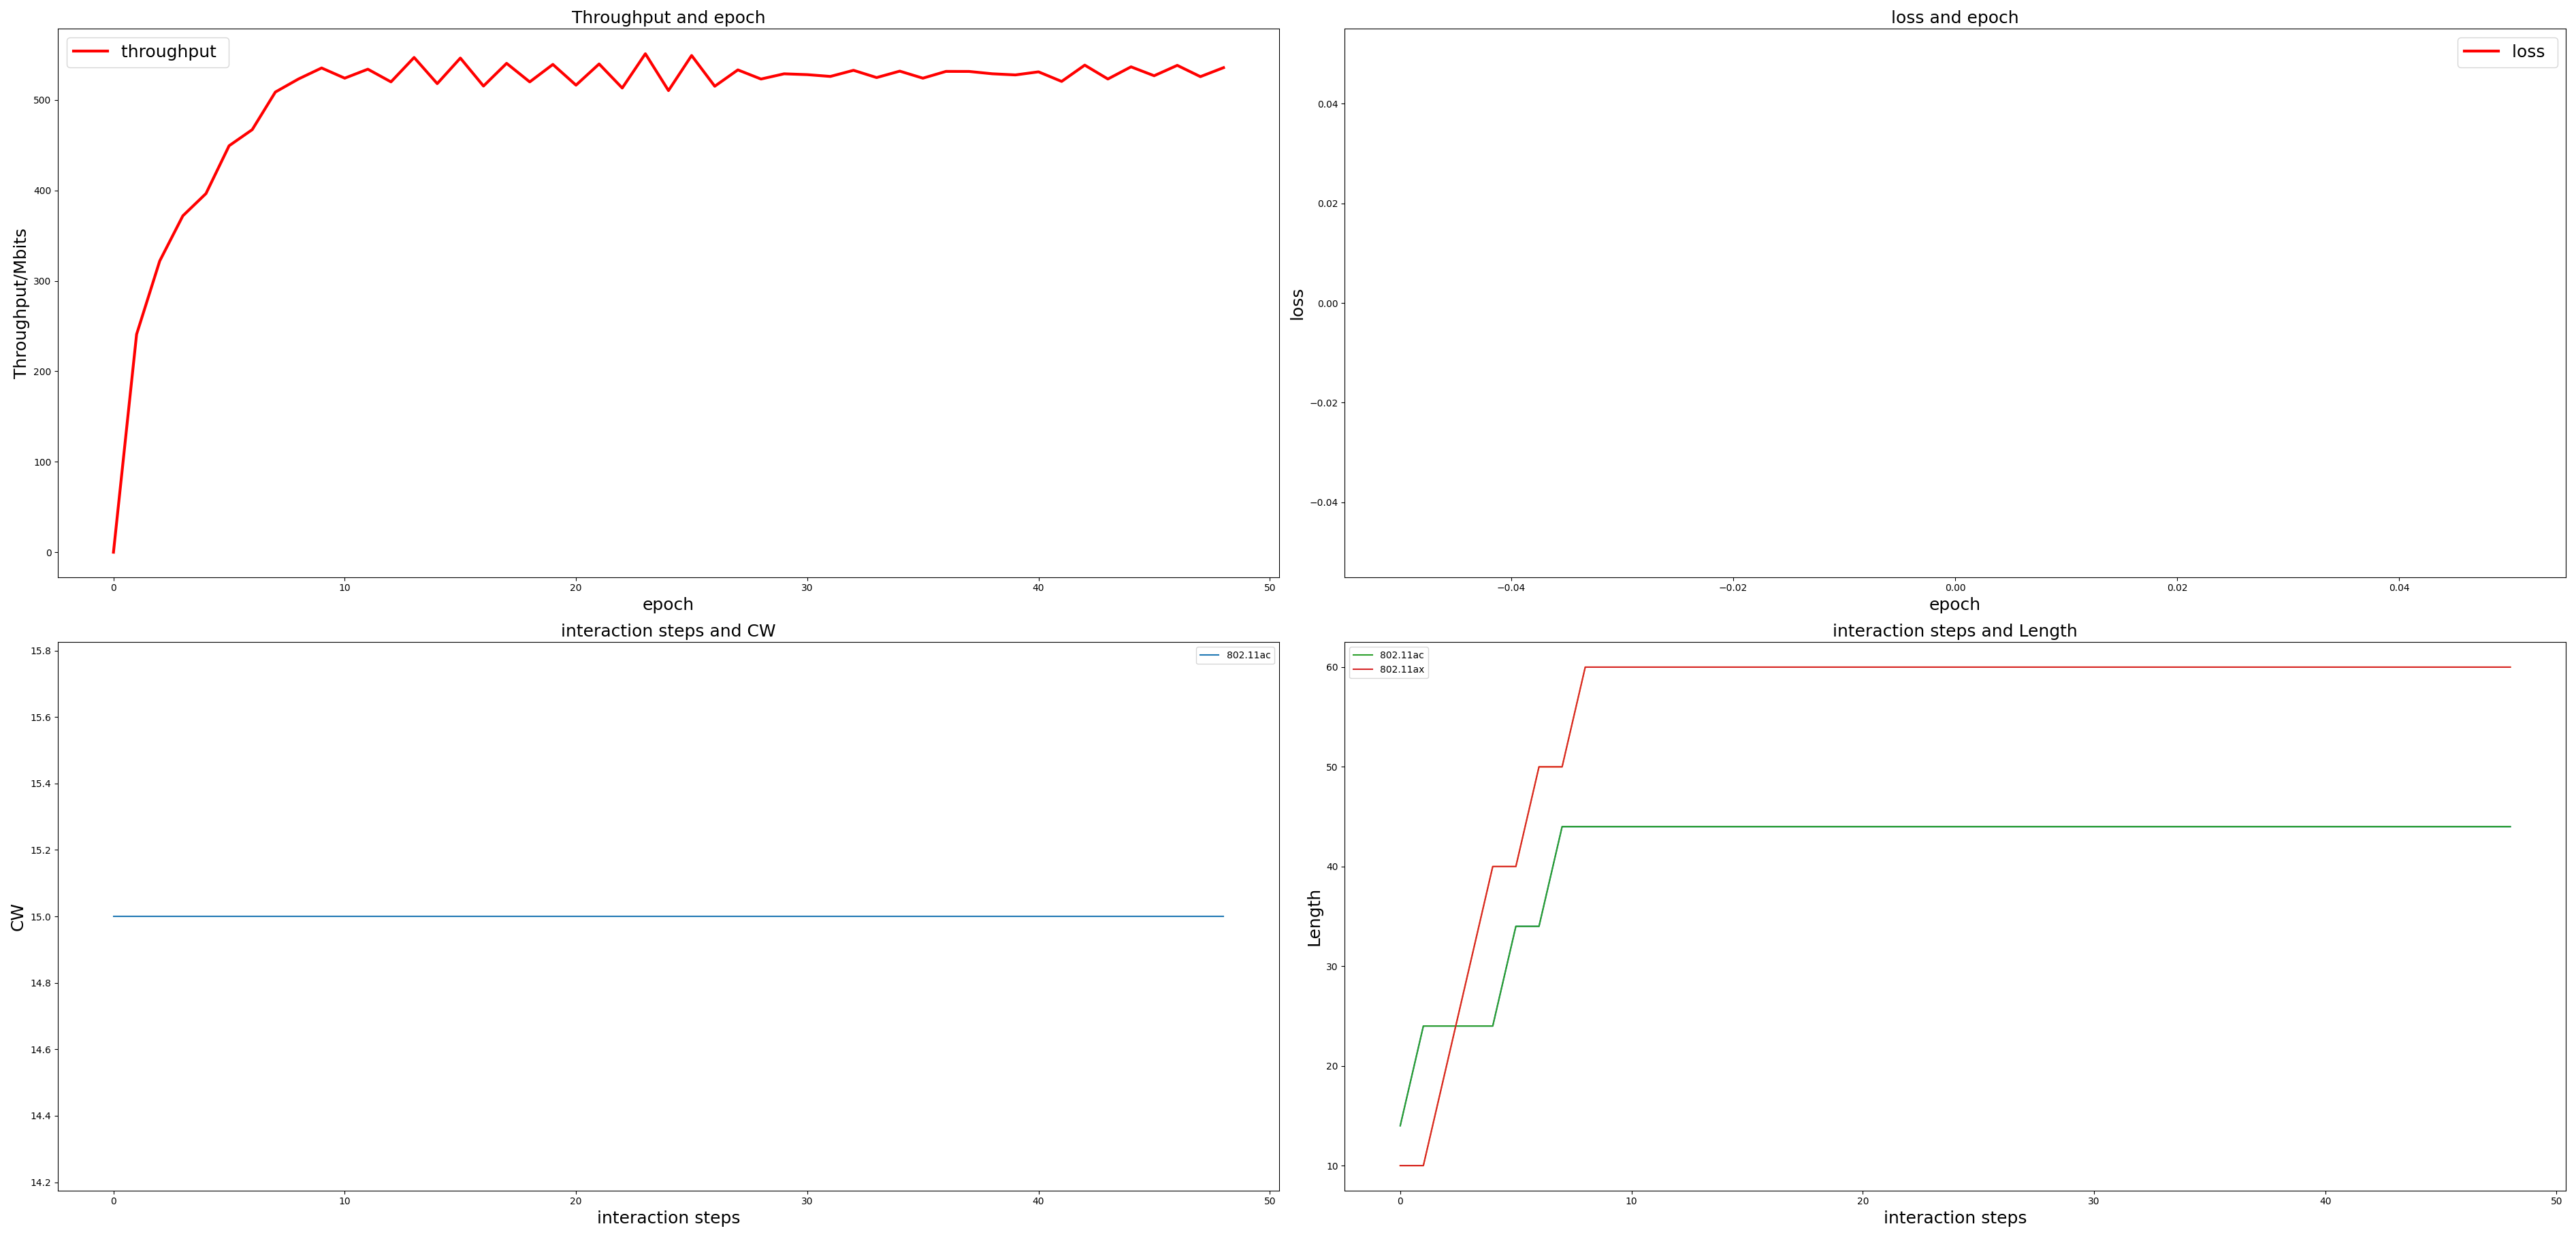 Throughput and epoch
throughput
Throughput/Mbits
500
400
300
200
100
0
0 10 20 30 40 50
epoch
loss and epoch
loss
loss
0.04
0.02
0.00
−0.02
−0.04
−0.04 −0.02 0.00 0.02 0.04
epoch
interaction steps and CW
802.11ac
CW
15.8
15.6
15.4
15.2
15.0
14.8
14.6
14.4
14.2
0 10 20 30 40 50
interaction steps
interaction steps and Length
802.11ac
802.11ax
Length
60
50
40
30
20
10
0 10 20 30 40 50
interaction steps